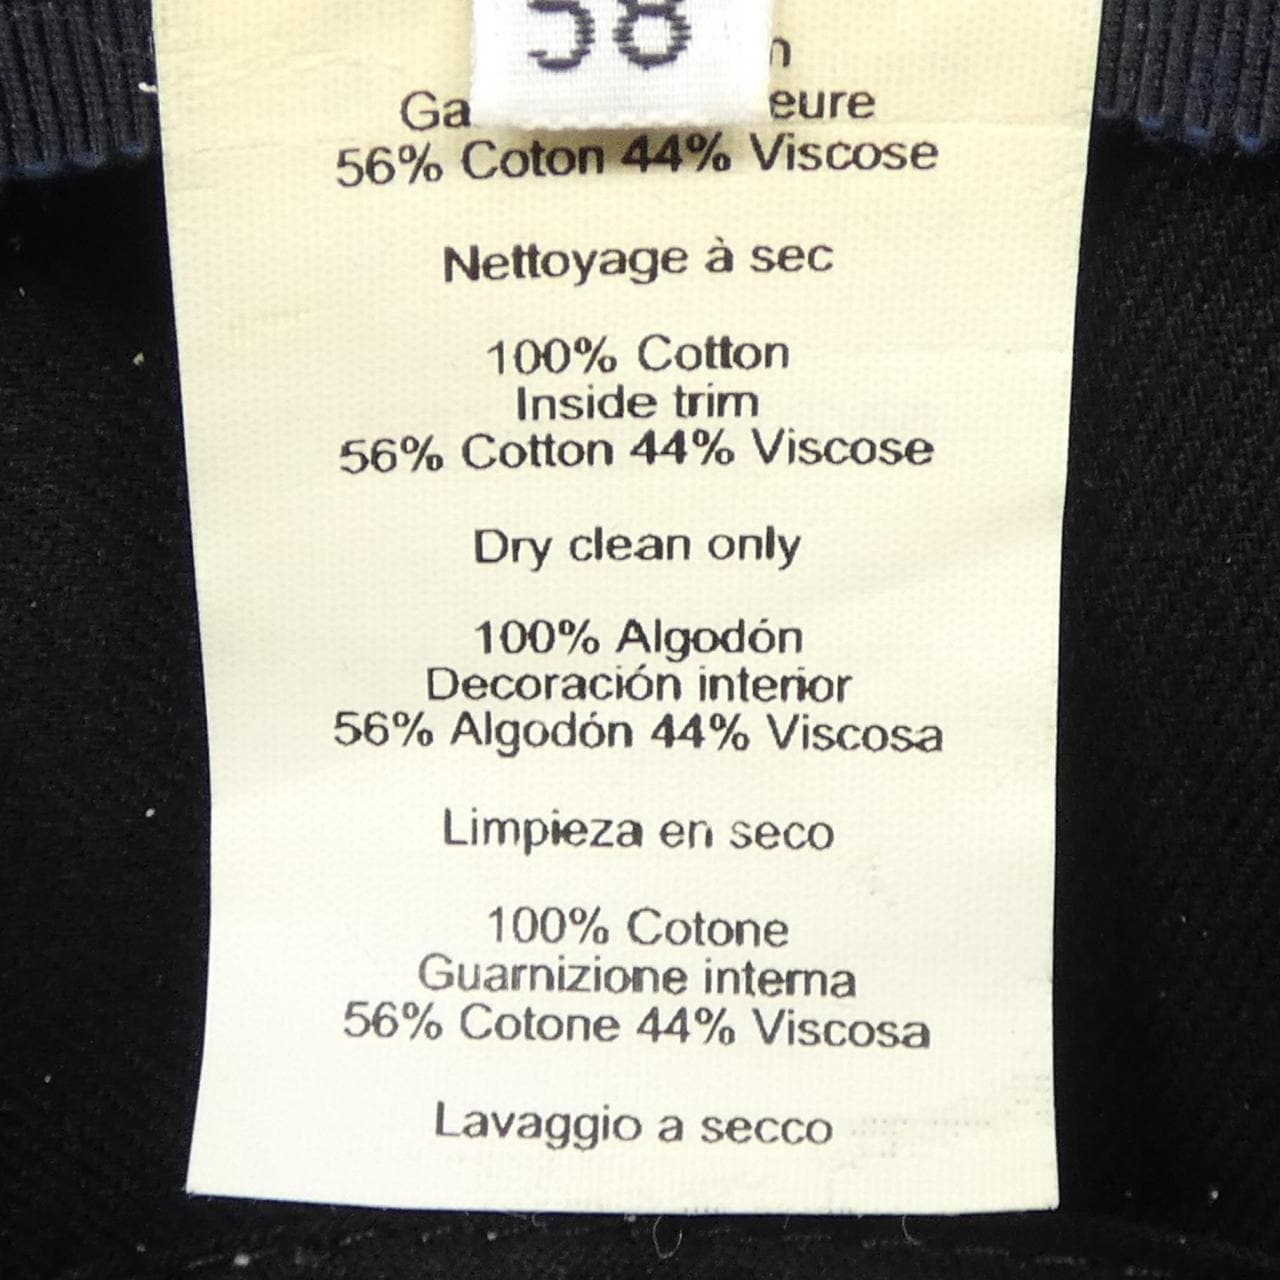 58
56% Coton 44% Viscose
Nettoyage à sec
100% Cotton
Inside trim
56% Cotton 44% Viscose
Dry clean only
100% Algodón
Decoración interior
56% Algodón 44% Viscosa
Limpieza en seco
100% Cotone
Guarnizione interna
56% Cotone 44% Viscosa
Lavaggio a secco